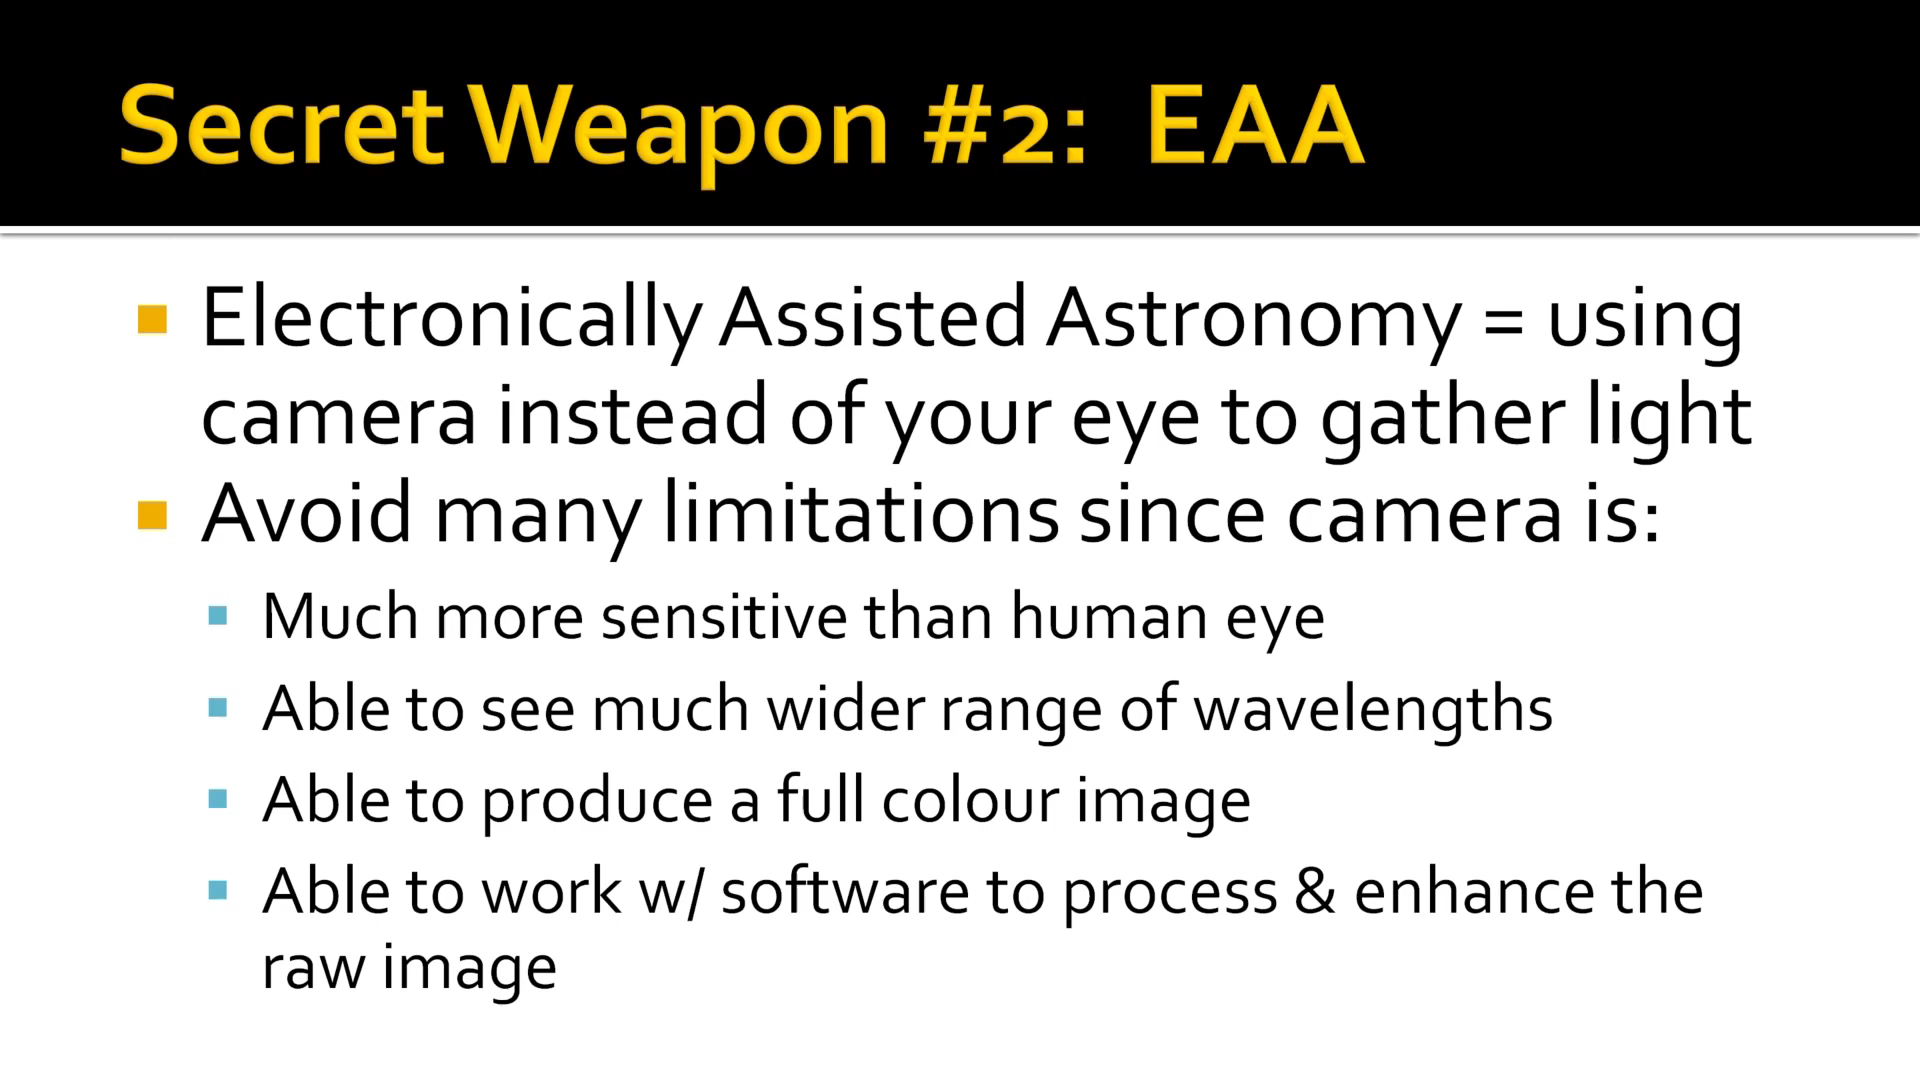 Secret Weapon #2: EAA
Electronically Assisted Astronomy = using
camera instead of your eye to gather light
Avoid many limitations since camera is:
Much more sensitive than human eye
Able to see much wider range of wavelengths
Able to produce a full colour image
Able to work w/ software to process & enhance the
raw image